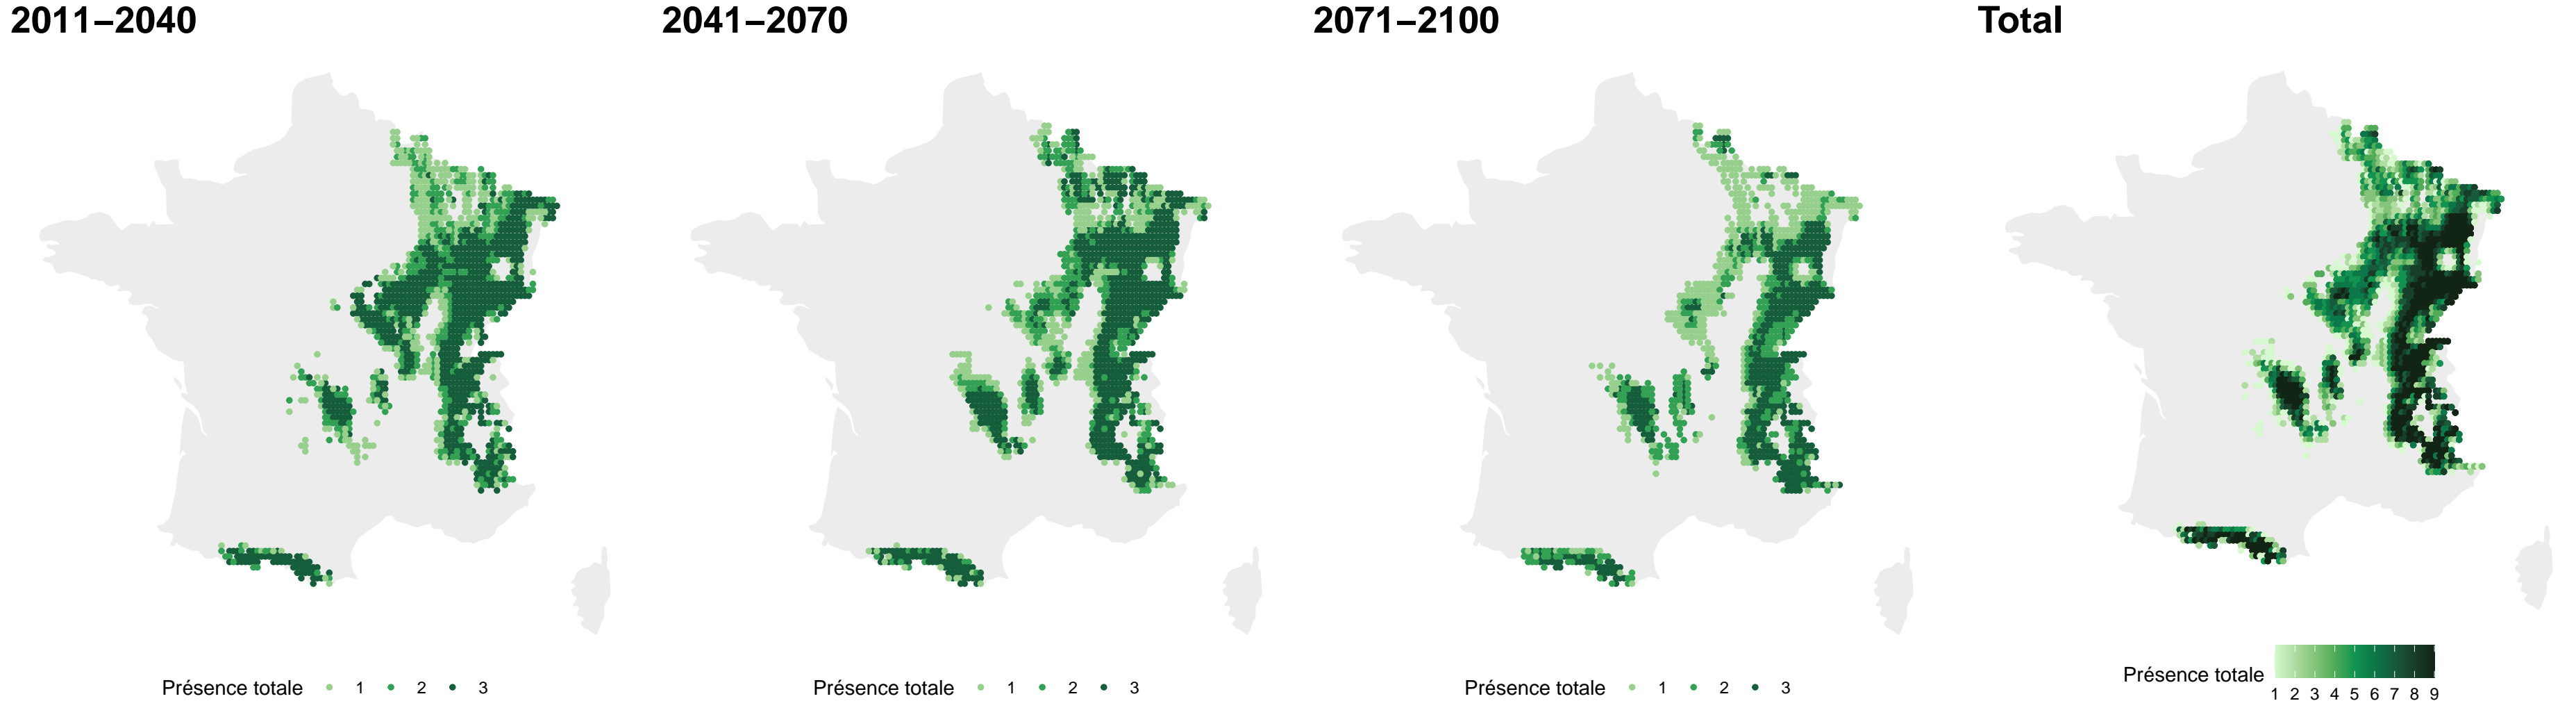 2011–2040
2041–2070
2071–2100
Total
Présence totale 1 2 3
Présence totale 1 2 3
Présence totale 1 2 3
Présence totale
1 2 3 4 5 6 7 8 9